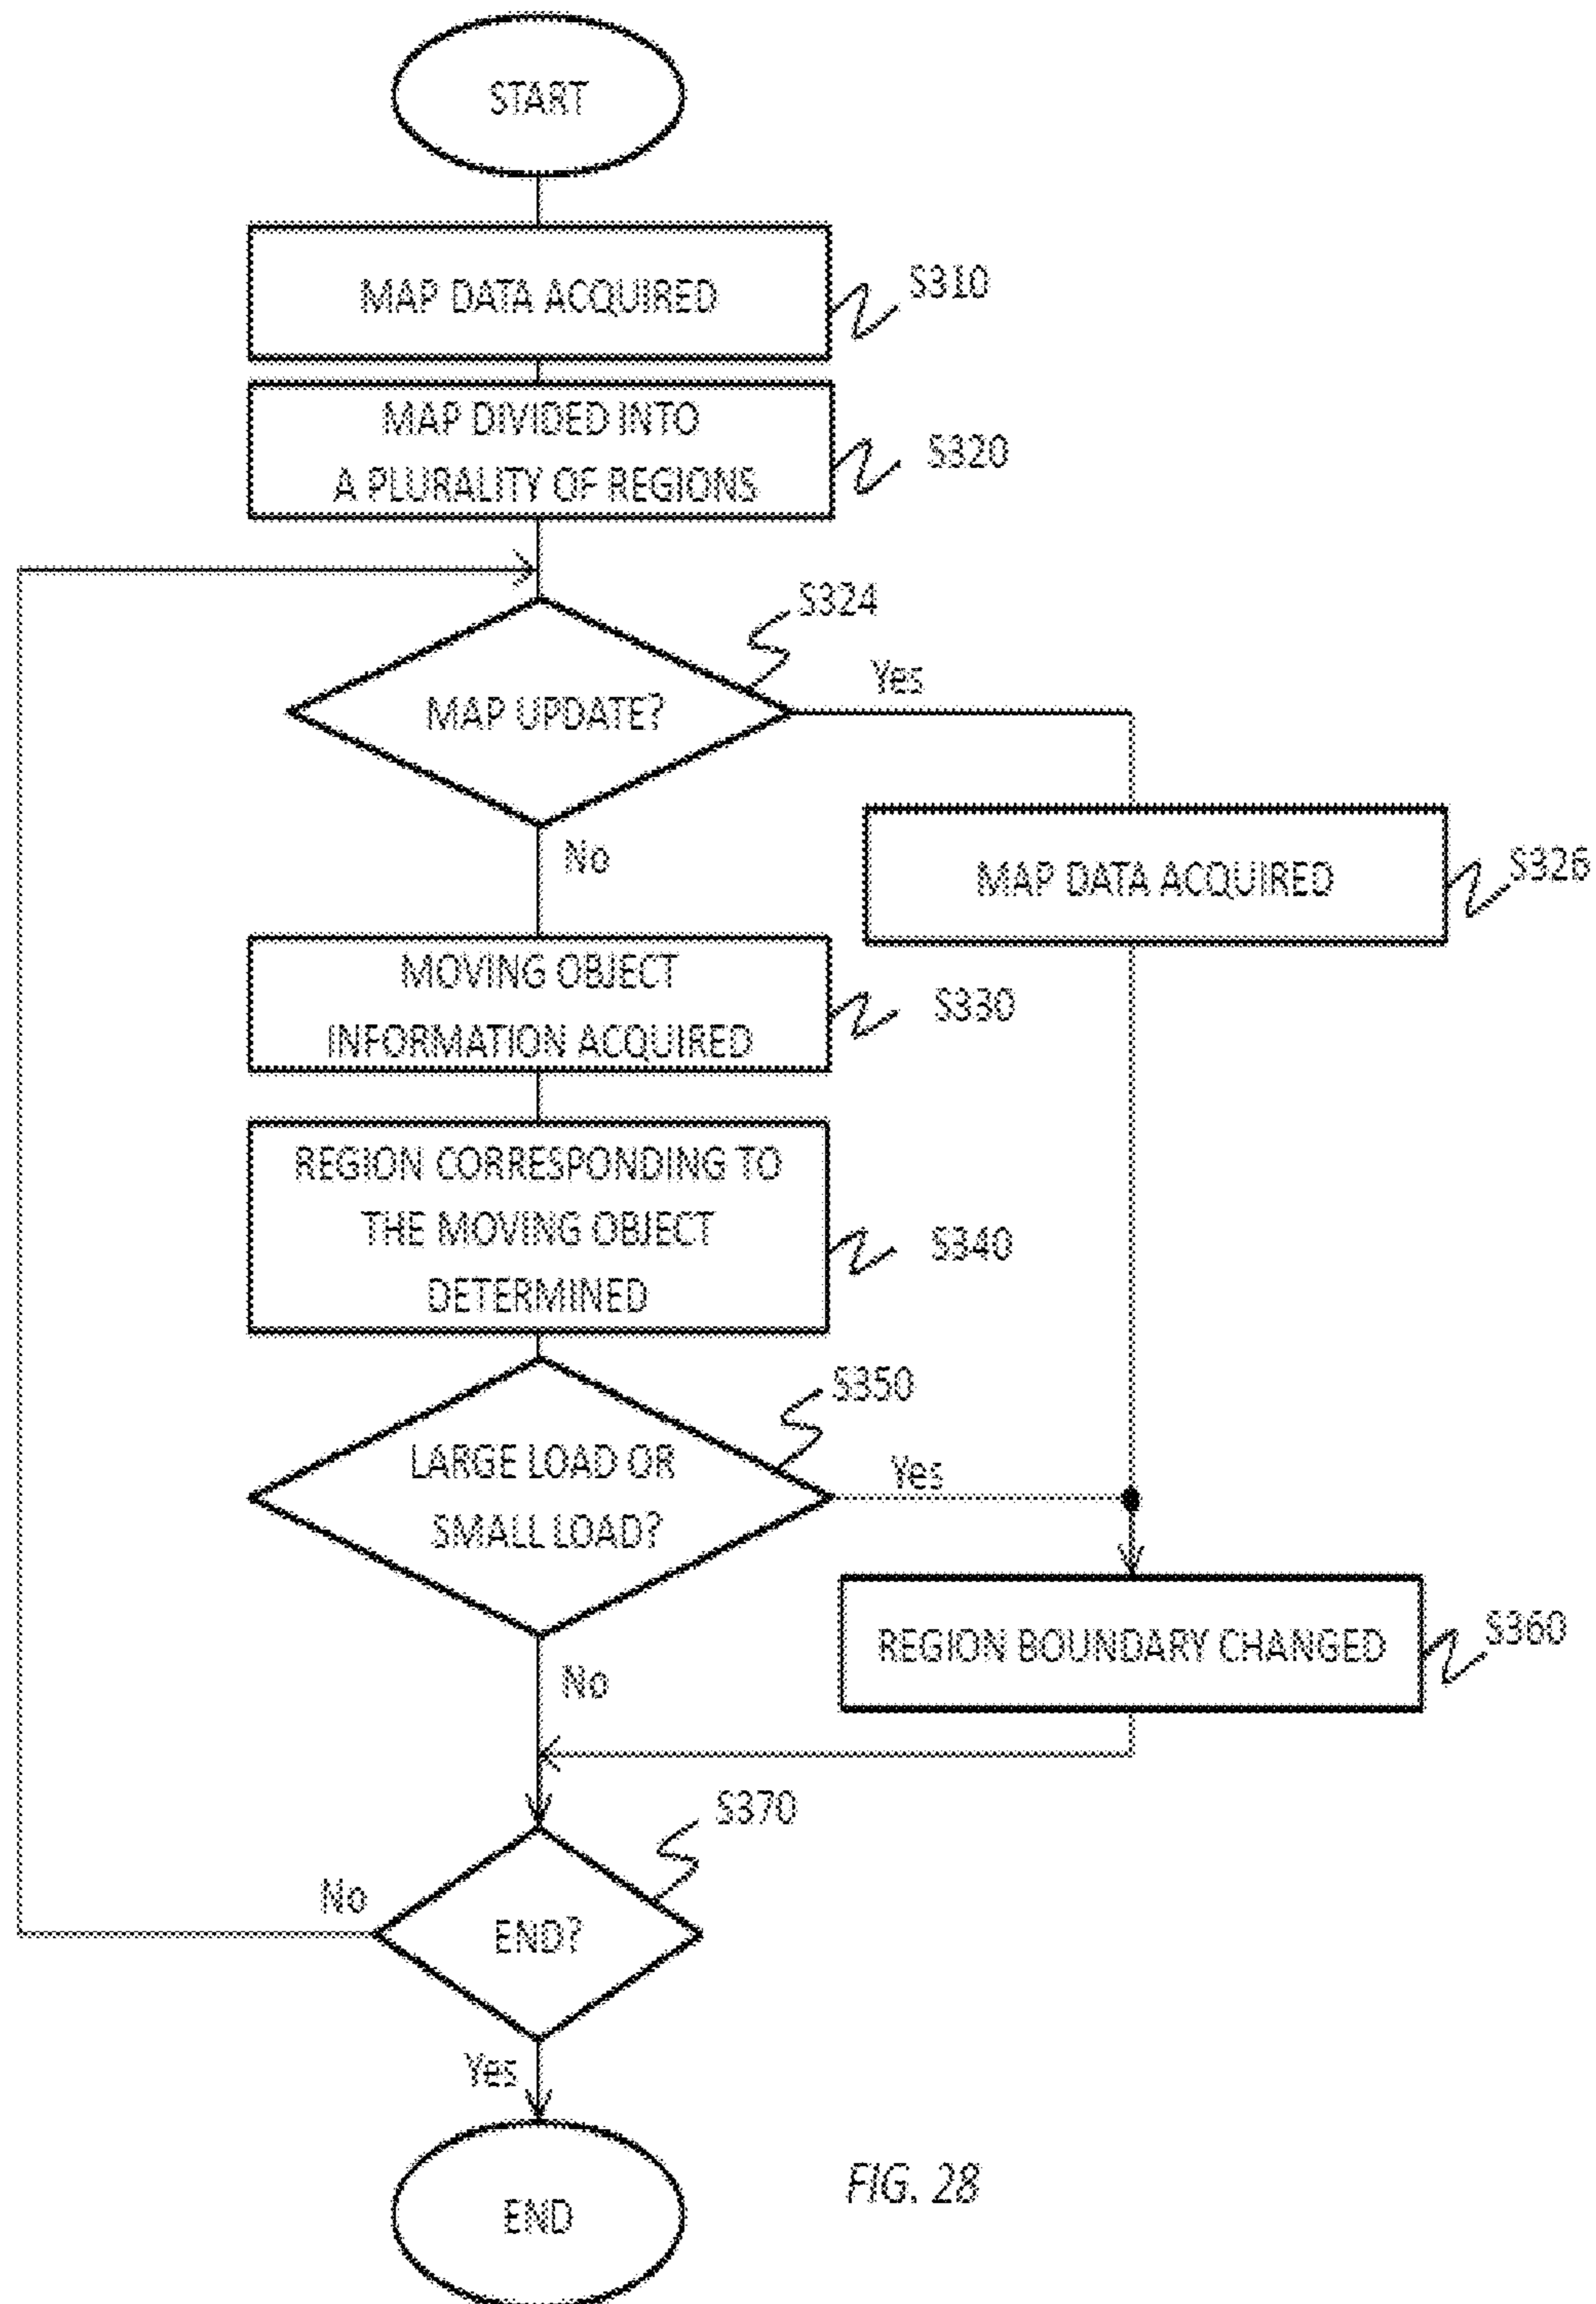 START
MAP DATA ACQUIRED
S310
MAP DIVIDED INTO
A PLURALITY OF REGIONS
S320
S324
MAP UPDATE?
Yes
No
MAP DATA ACQUIRED
S326
MOVING OBJECT
INFORMATION ACQUIRED
S330
REGION CORRESPONDING TO
THE MOVING OBJECT
DETERMINED
S340
S350
LARGE LOAD OR
SMALL LOAD?
Yes
No
REGION BOUNDARY CHANGED
S360
S370
END?
No
Yes
END
FIG. 28